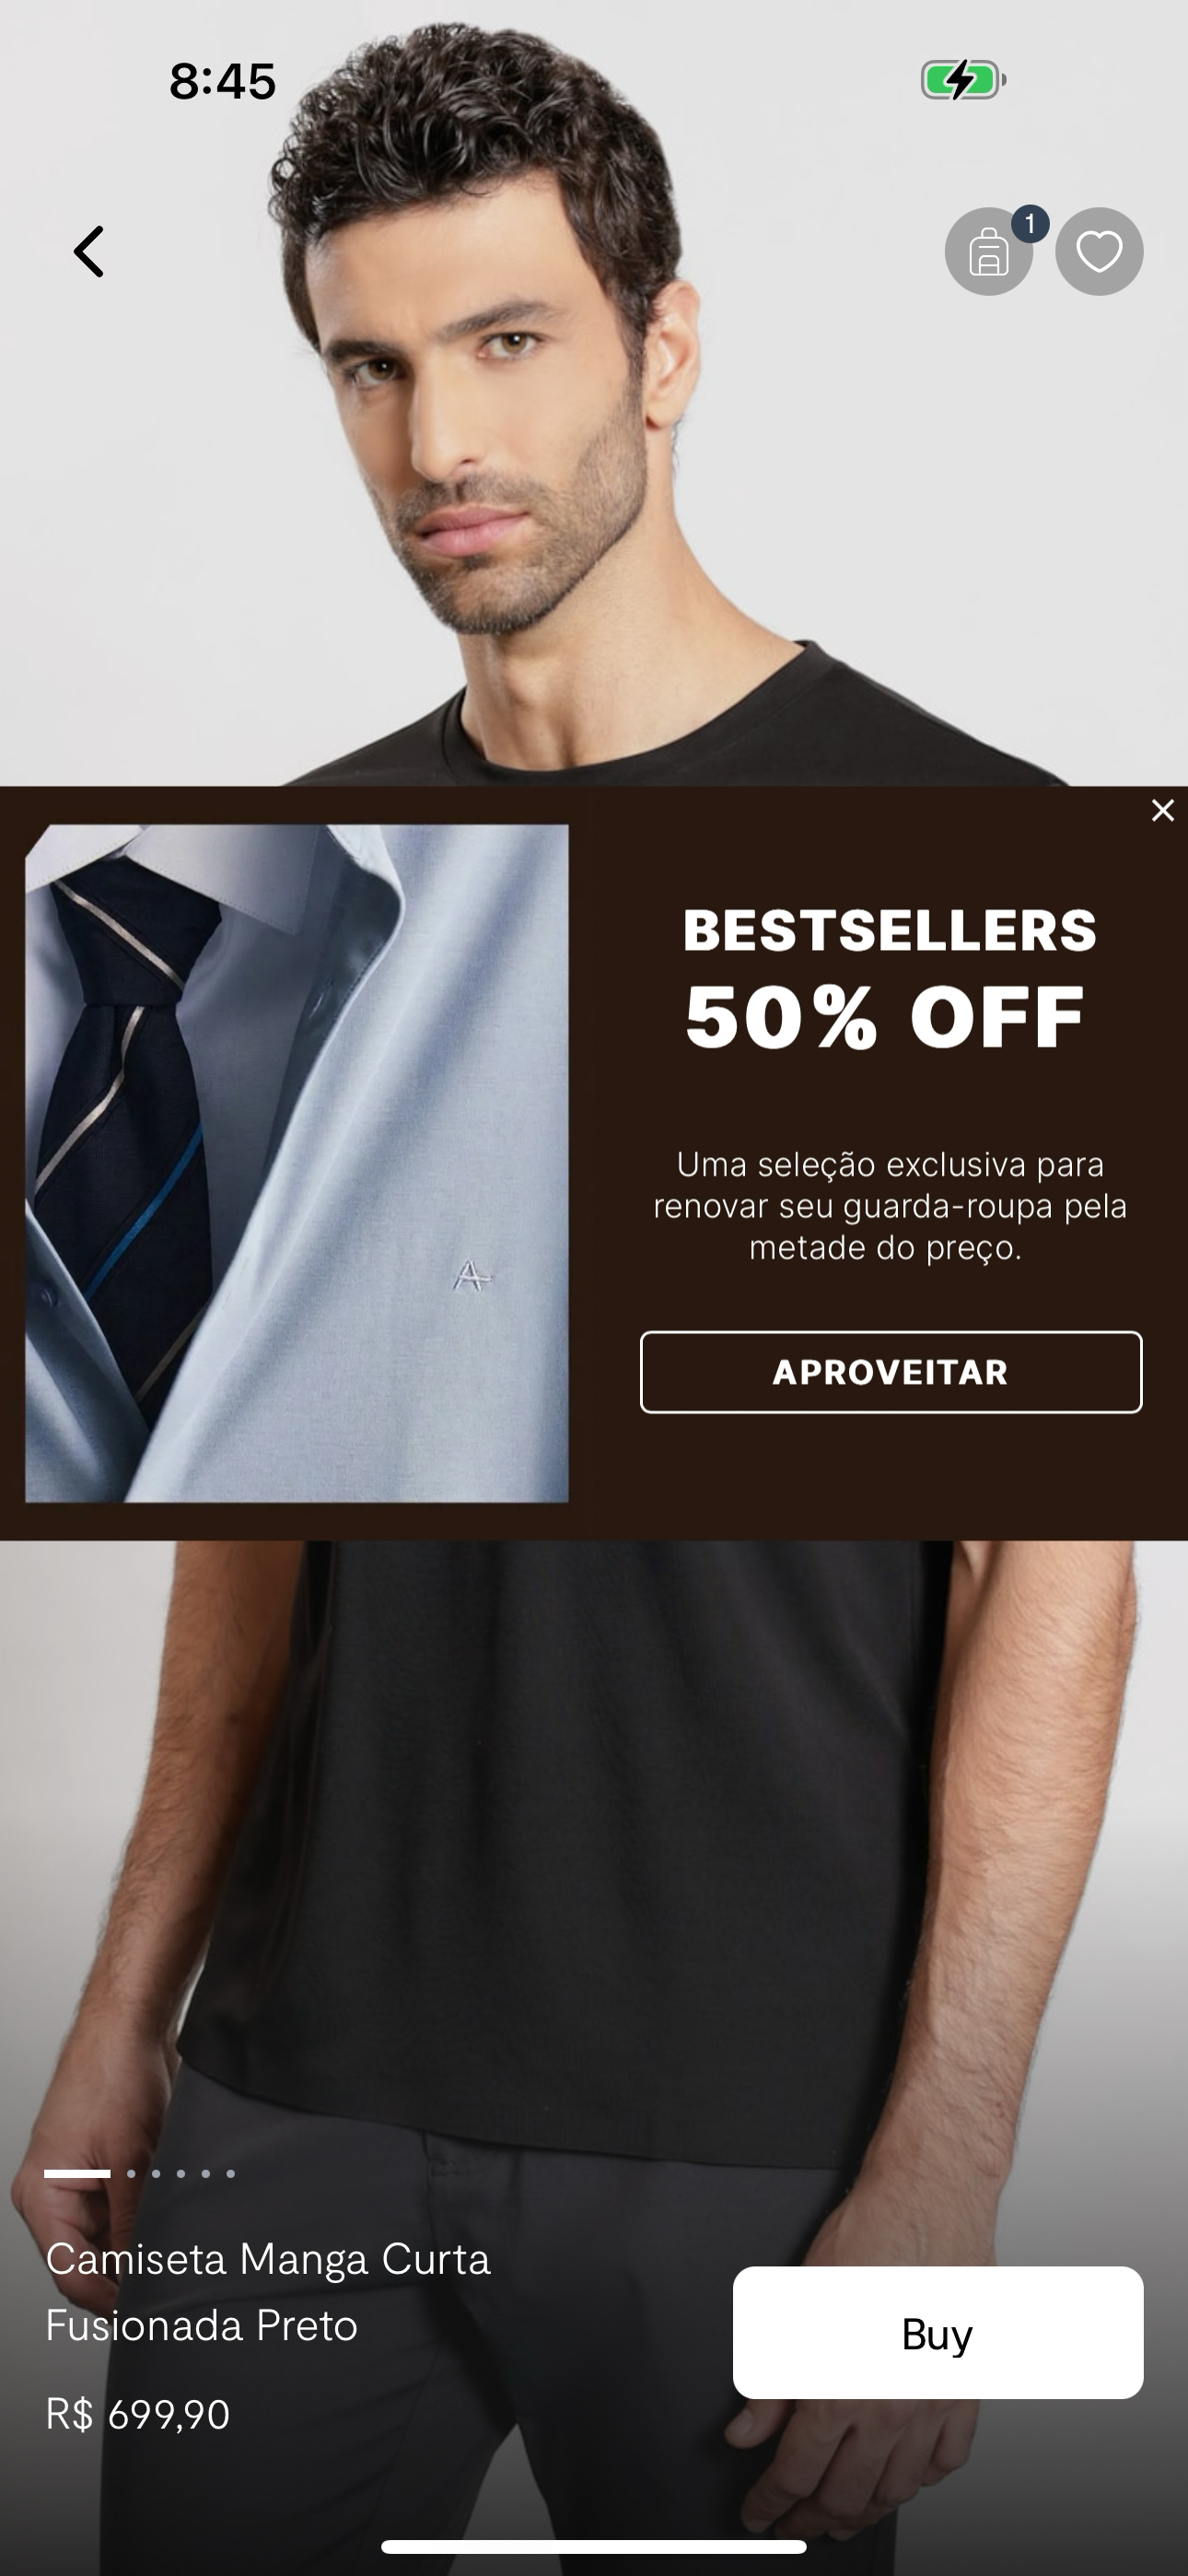 8:45
1
BESTSELLERS
50% OFF
Uma seleção exclusiva para
renovar seu guarda-roupa pela
metade do preço.
APROVEITAR
Camiseta Manga Curta
Fusionada Preto
R$ 699,90
Buy